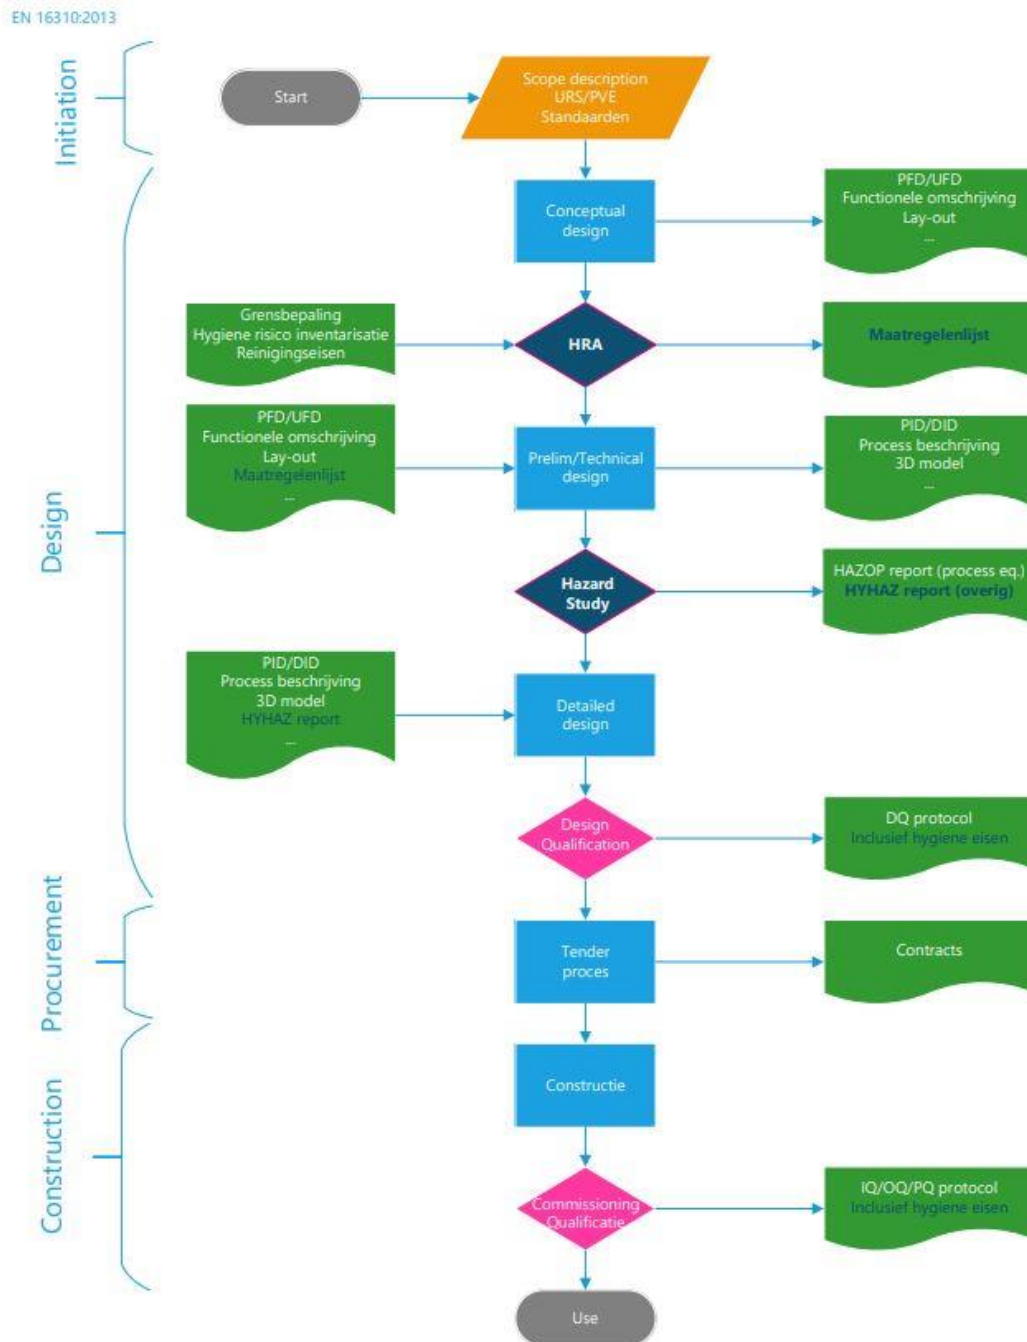 EN 16310:2013
Initiation
Start
Scope description
URS/PVE
Standaarden
Design
Conceptual
design
PFD/UFD
Functionele omschrijving
Lay-out
...
Grensbepaling
Hygiene risico inventarisatie
Reinigingseisen
HRA
Maatregelenlijst
PFD/UFD
Functionele omschrijving
Lay-out
Maatregelenlijst
...
Prelim/Technical
design
PID/DID
Process beschrijving
3D model
...
Hazard
Study
HAZOP report (process eq.)
HYHAZ report (overig)
PID/DID
Process beschrijving
3D model
HYHAZ report
...
Detailed
design
Design
Qualification
DQ protocol
Inclusief hygiene eisen
Procurement
Tender
proces
Contracts
Construction
Constructie
Commissioning
Qualificatie
IQ/OQ/PQ protocol
Inclusief hygiene eisen
Use